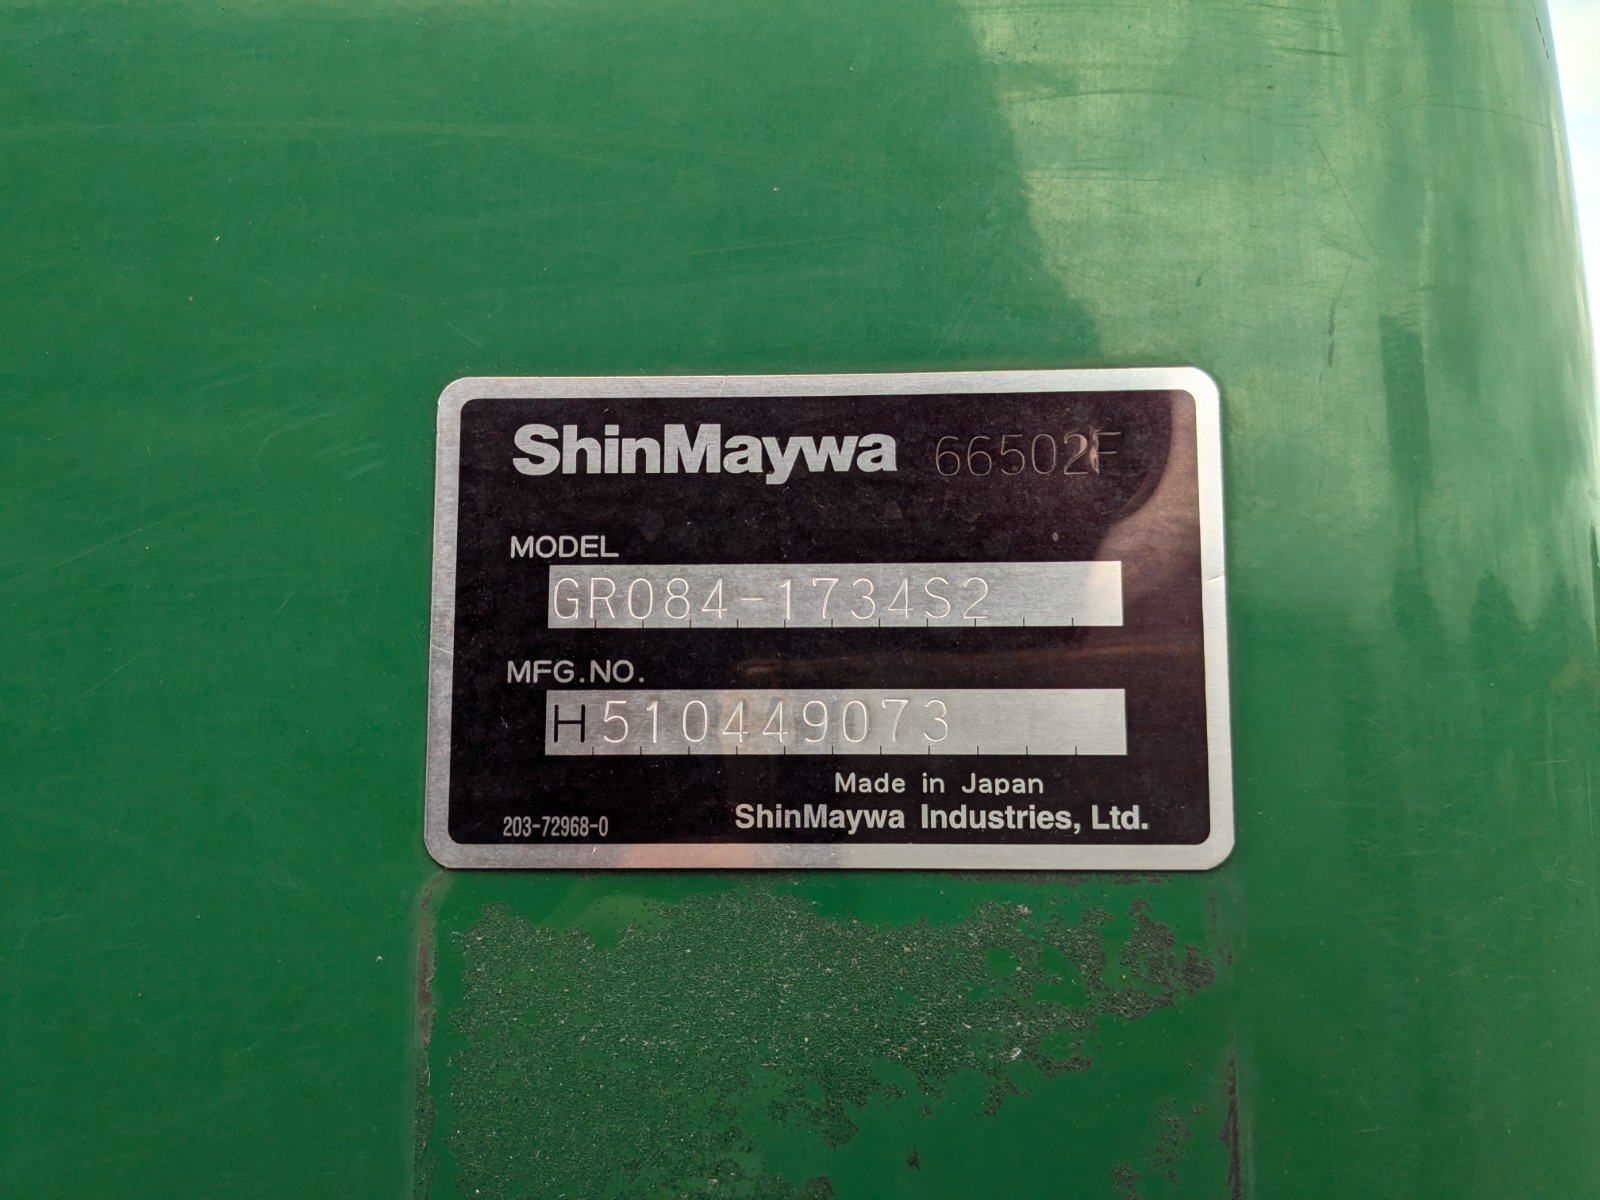 ShinMaywa 66502F
MODEL
GR084-1734S2
MFG.NO.
H510449073
Made in Japan
203-72968-0 ShinMaywa Industries, Ltd.